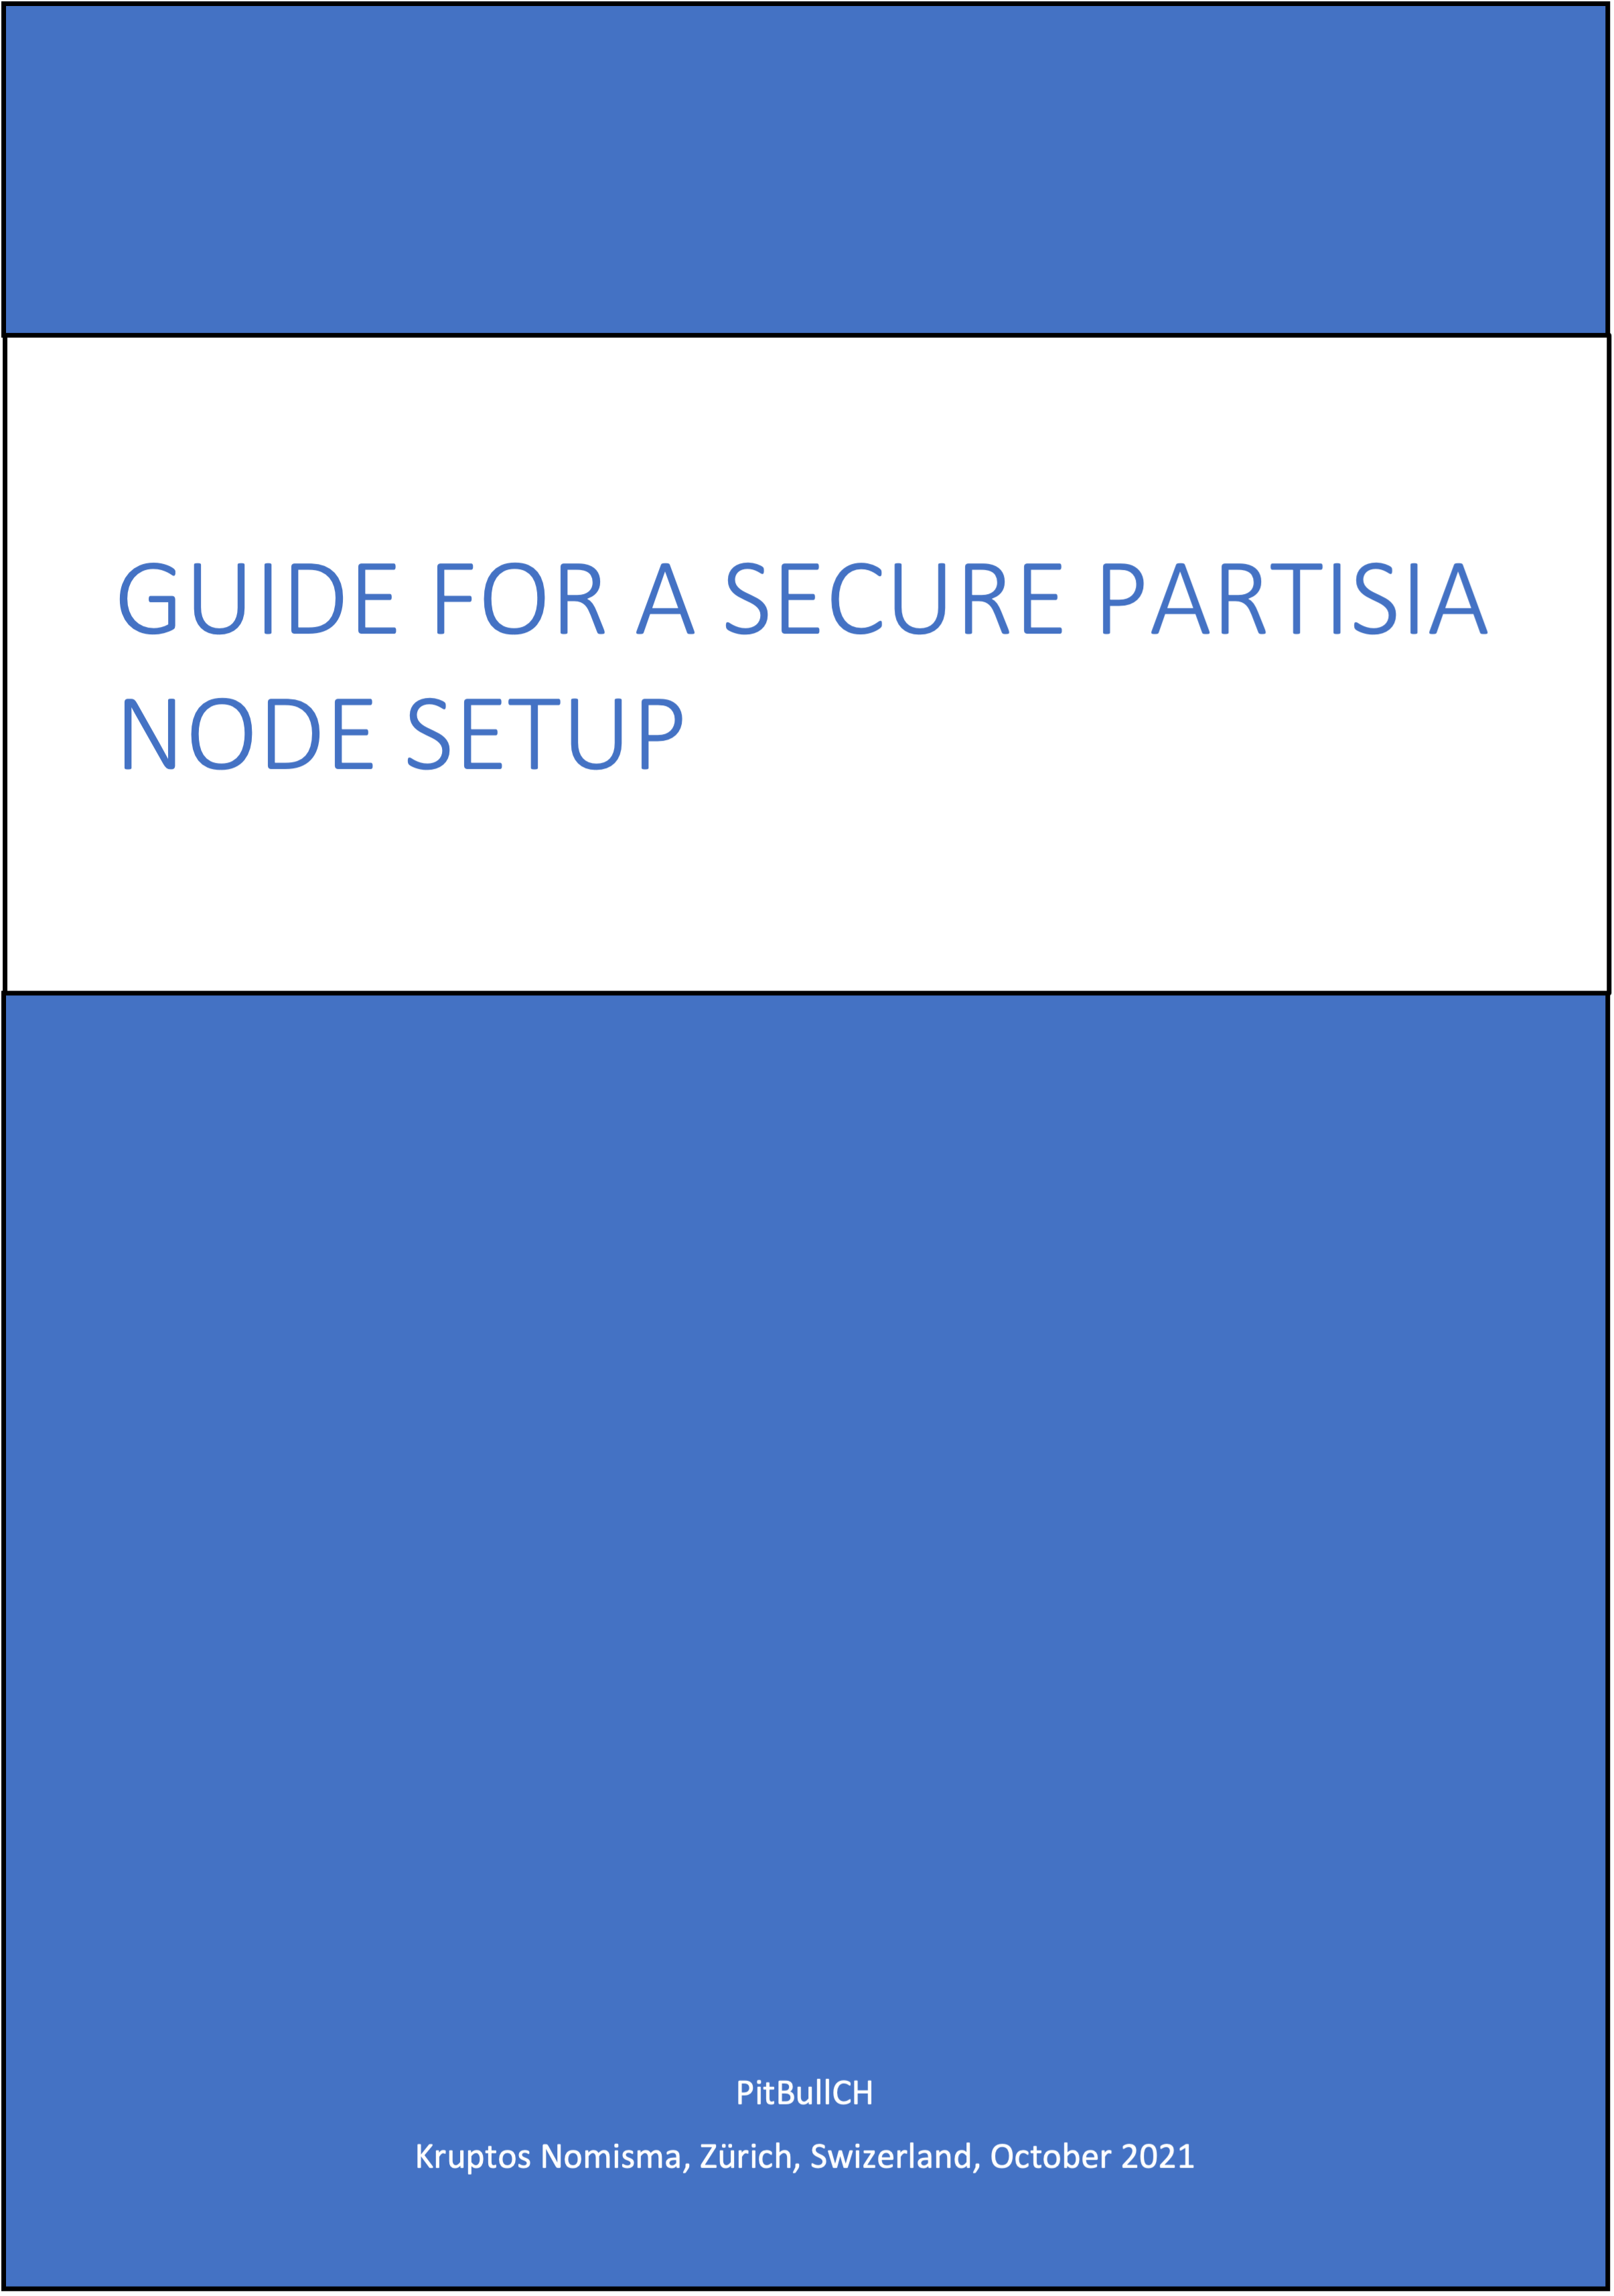 GUIDE FOR A SECURE PARTISIA
NODE SETUP
PitBullCH
Kruptos Nomisma, Zürich, Swizerland, October 2021